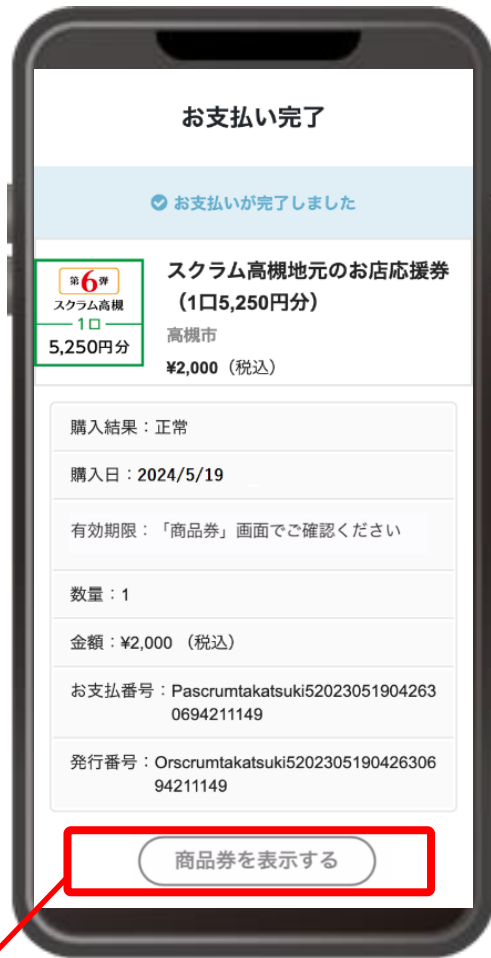 お支払い完了
お支払いが完了しました
第6弾
スクラム高槻
1口
5,250円分
スクラム高槻地元のお店応援券
（1口5,250円分）
高槻市
¥2,000（税込）
購入結果：正常
購入日：2024/5/19
有効期限：「商品券」画面でご確認ください
数量：1
金額：¥2,000 （税込）
お支払番号：Pascrumtakatsuki52023051904263
0694211149
発行番号：Orscrumtakatsuki5202305190426306
94211149
商品券を表示する